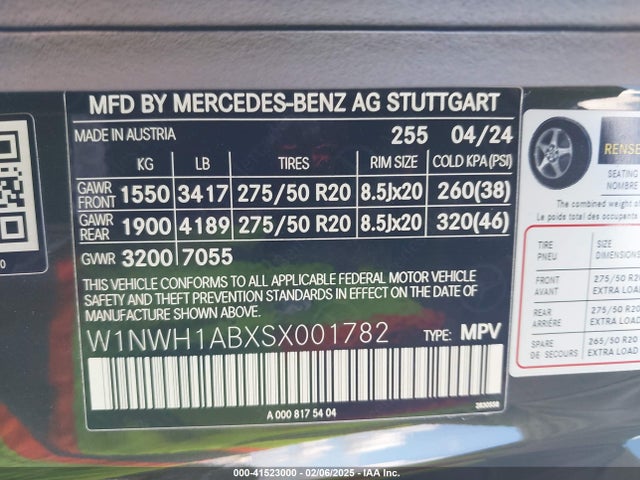 MFD BY MERCEDES-BENZ AG STUTTGART
MADE IN AUSTRIA 255 04/24
KG LB TIRES RIM SIZE COLD KPA(PSI)
GAWR FRONT 1550 3417 275/50 R20 8.5Jx20 260(38)
GAWR REAR 1900 4189 275/50 R20 8.5Jx20 320(46)
GVWR 3200 7055
THIS VEHICLE CONFORMS TO ALL APPLICABLE FEDERAL MOTOR VEHICLE
SAFETY AND THEFT PREVENTION STANDARDS IN EFFECT ON THE DATE OF
MANUFACTURE SHOWN ABOVE.
W1NWH1ABXSX001782 TYPE: MPV
A 000 817 54 04
RENSE
SEATING
NOMBRE
The combined weight of
Le poids total des occupants
TIRE
PNEU
SIZE
DIMENSIONS
FRONT
AVANT
275/50 R20
EXTRA LOAD
REAR
ARRIÈRE
275/50 R20
EXTRA LOAD
SPARE
DE SECOURS
265/50 R20
EXTRA LOAD
000-41523000 - 02/06/2025 - IAA Inc.